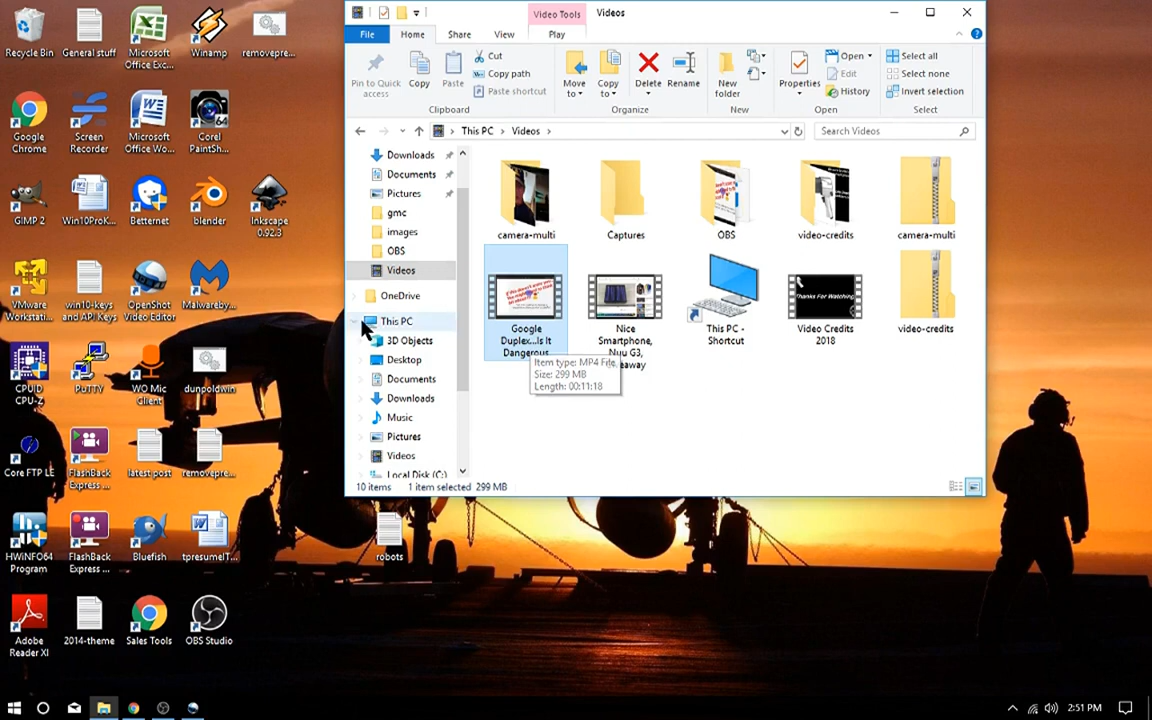 Recycle Bin
General stuff
Microsoft
Office Exc...
Winamp
removepre...
Google
Chrome
Screen
Recorder
Microsoft
Office Wo...
Corel
PaintSh...
GIMP 2
Win10ProK...
Betternet
blender
Inkscape
0.92.3
VMware
Workstati...
win10-keys
and API Keys
OpenShot
Video Editor
Malwareby...
CPUID
CPU-Z
PuTTY
WO Mic
Client
dunpoldwin
Core FTP LE
FlashBack
Express ...
latest post
removepre...
HWiNFO64
Program
FlashBack
Express ...
Bluefish
tpresumeIT...
robots
Adobe
Reader XI
2014-theme
Sales Tools
OBS Studio
Video Tools
Videos
File
Home
Share
View
Play
Pin to Quick
access
Copy
Paste
Cut
Copy path
Paste shortcut
Clipboard
Move
to
Copy
to
Delete
Rename
Organize
New
folder
New
Properties
Open
Edit
History
Open
Select all
Select none
Invert selection
Select
This PC > Videos >
Search Videos
Downloads
Documents
Pictures
gmc
images
OBS
Videos
OneDrive
This PC
3D Objects
Desktop
Documents
Downloads
Music
Pictures
Videos
Local Disk (C:)
camera-multi
Captures
OBS
video-credits
camera-multi
Google
Duplex...Is It
Dangerous
Nice
Smartphone,
Nuu G3,
Thanks For Watching
This PC -
Shortcut
Video Credits
2018
video-credits
Item type: MP4 File
Size: 299 MB
Length: 00:11:18
10 items
1 item selected 299 MB
2:51 PM